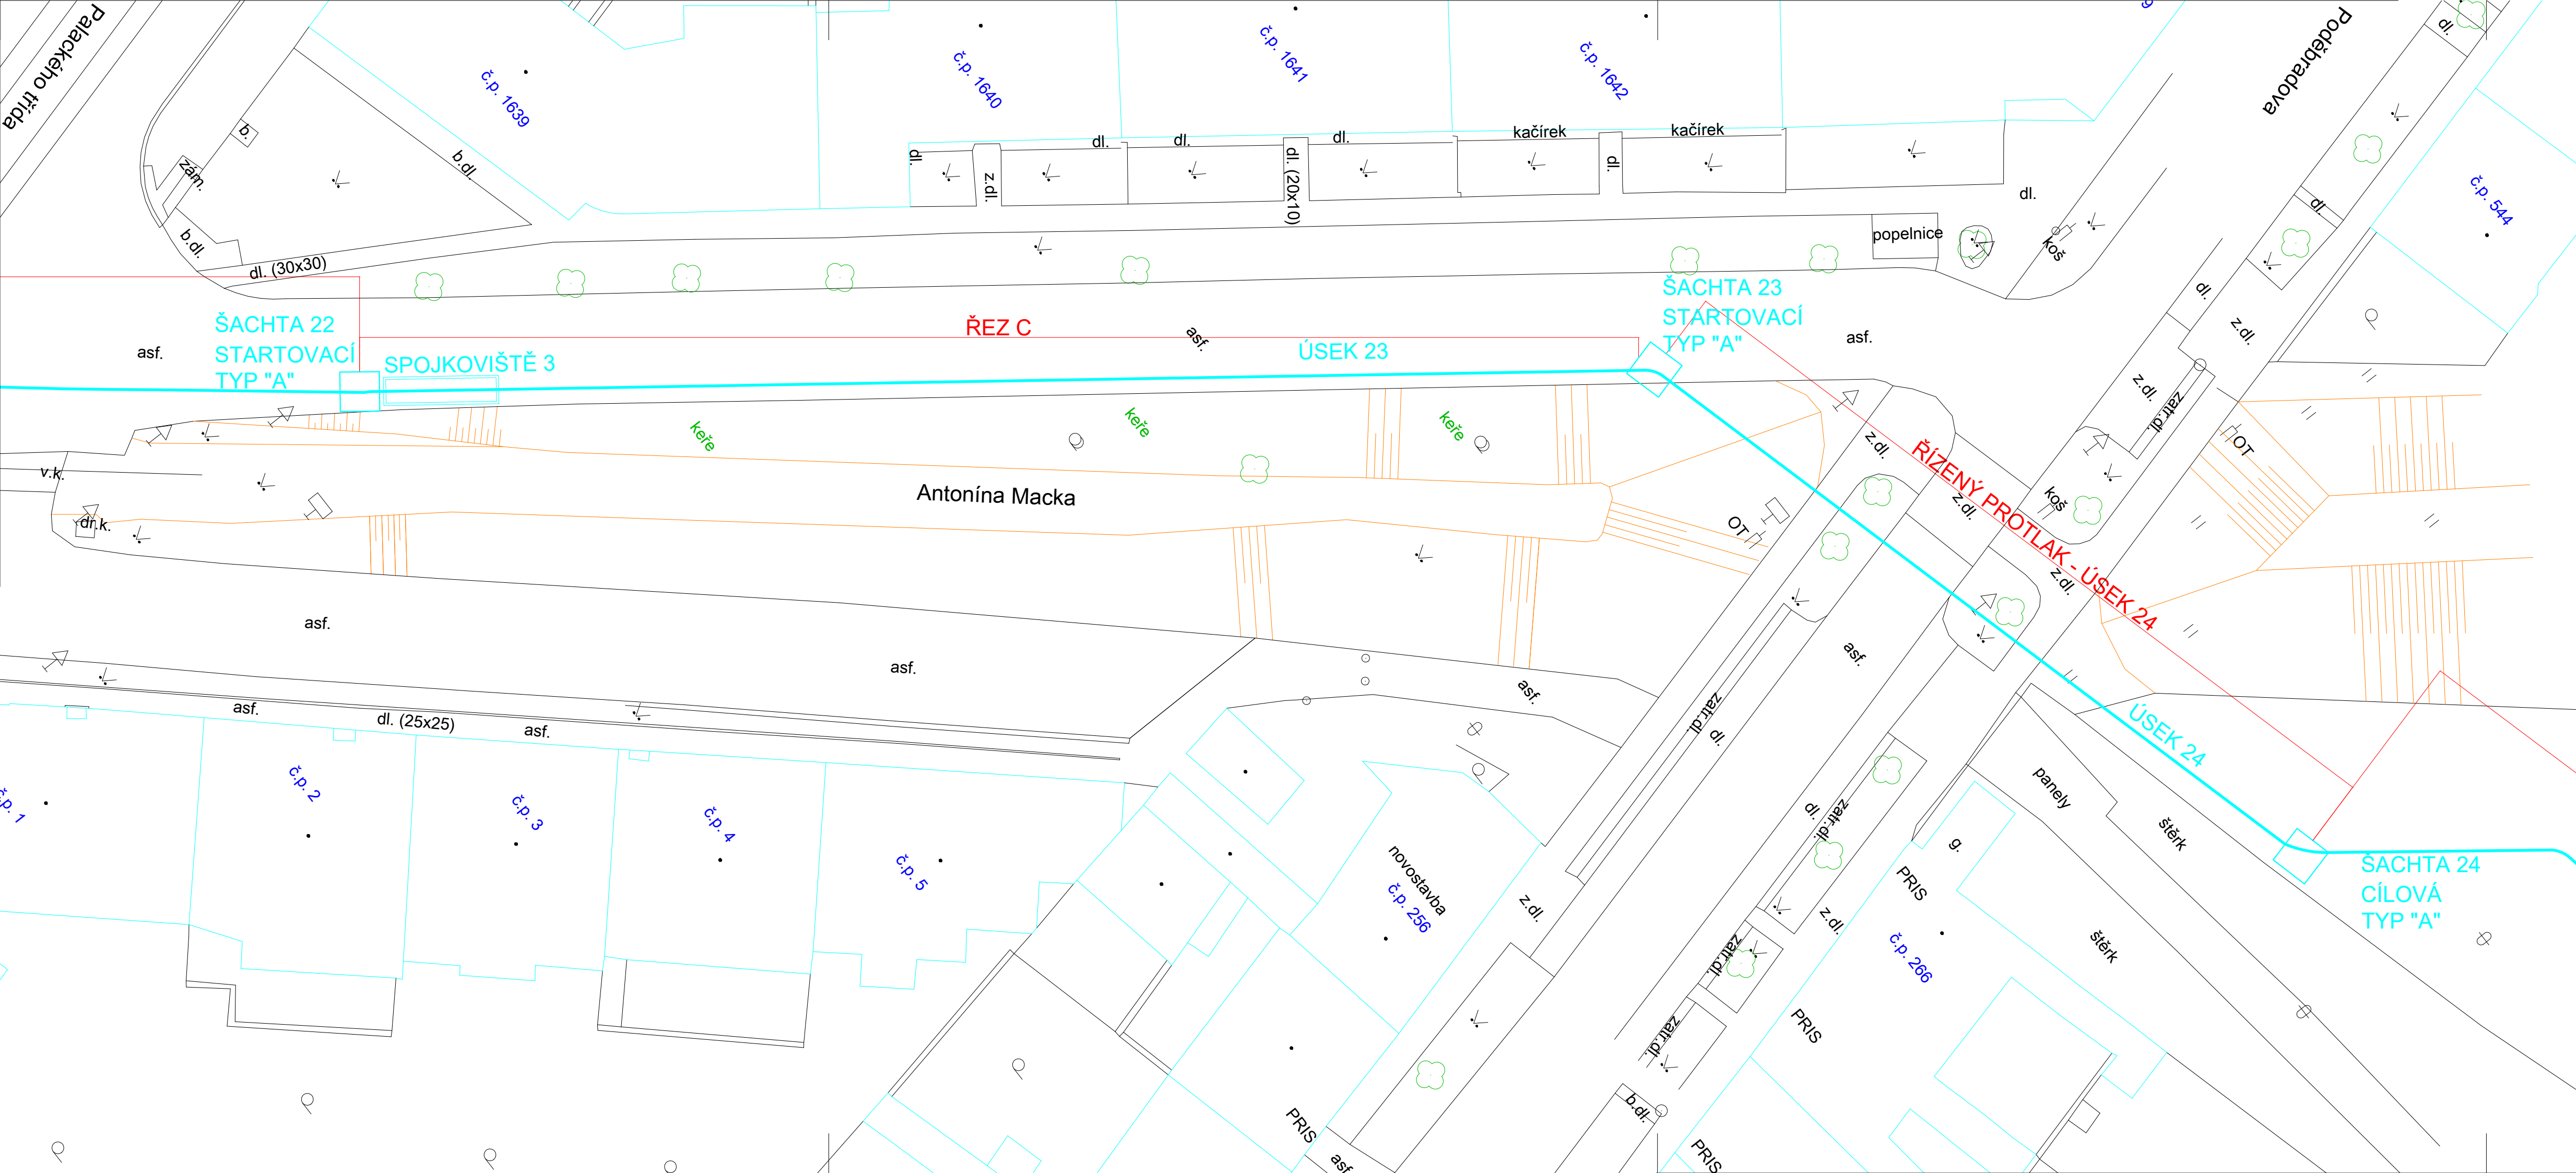 Palackého třída
Poděbradova
9
dl.
č.p. 1639
č.p. 1640
č.p. 1641
č.p. 1642
č.p. 544
b.
zám.
b.dl.
b.dl.
dl. (30x30)
dl.
z.dl.
dl.
dl.
dl. (20x10)
dl.
kačírek
dl.
kačírek
dl.
popelnice
koš
dl.
dl.
z.dl.
ŠACHTA 22
STARTOVACÍ
TYP "A"
SPOJKOVIŠTĚ 3
ŘEZ C
asf.
asf.
ÚSEK 23
ŠACHTA 23
STARTOVACÍ
TYP "A"
asf.
z.dl.
zatr.dl.
OT
keře
keře
keře
Antonína Macka
v.k.
dr.k.
z.dl.
ŘÍZENÝ PROTLAK - ÚSEK 24
z.dl.
koš
z.dl.
OT
asf.
asf.
asf.
asf.
zatr.dl.
dl.
asf.
dl. (25x25)
asf.
ÚSEK 24
č.p. 1
č.p. 2
č.p. 3
č.p. 4
č.p. 5
novostavba
č.p. 256
z.dl.
dl.
zatr.dl.
panely
štěrk
g.
PRIS
z.dl.
zatr.dl.
č.p. 266
štěrk
ŠACHTA 24
CÍLOVÁ
TYP "A"
PRIS
zatr.dl.
b.dl.
PRIS
asf.
PRIS